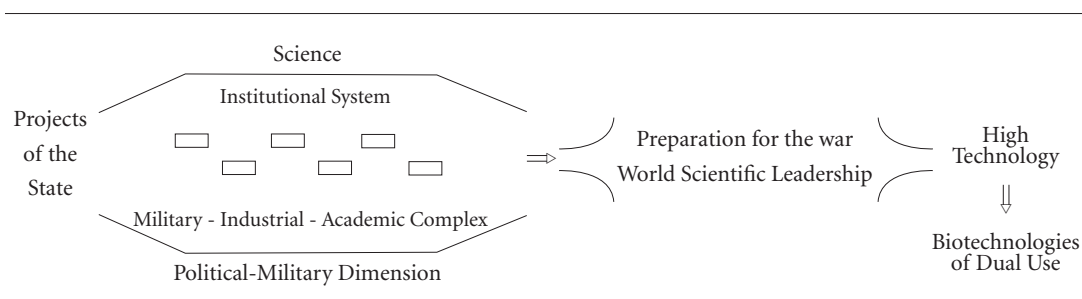 Science
Institutional System
Projects
of the
State
Military - Industrial - Academic Complex
Political-Military Dimension
Preparation for the war
World Scientific Leadership
High
Technology
Biotechnologies
of Dual Use